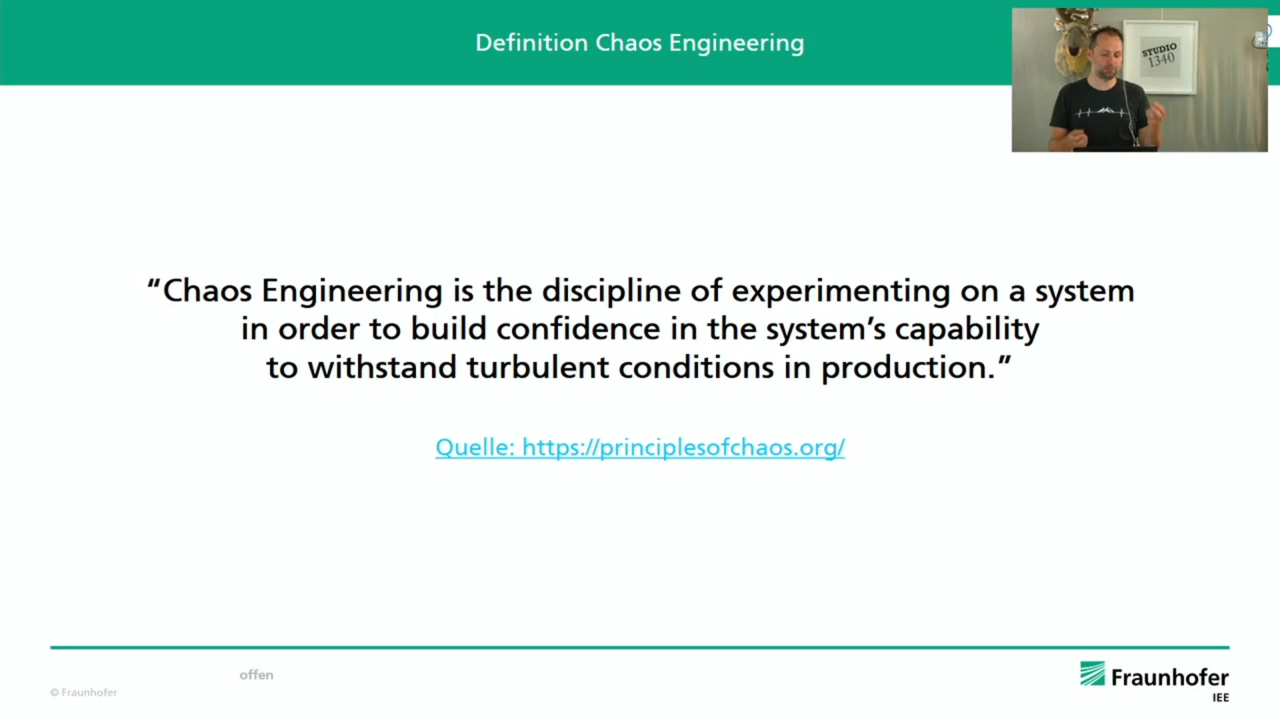 Definition Chaos Engineering
STUDIO
1340
“Chaos Engineering is the discipline of experimenting on a system
in order to build confidence in the system’s capability
to withstand turbulent conditions in production.”
Quelle: https://principlesofchaos.org/
offen
© Fraunhofer
Fraunhofer
IEE